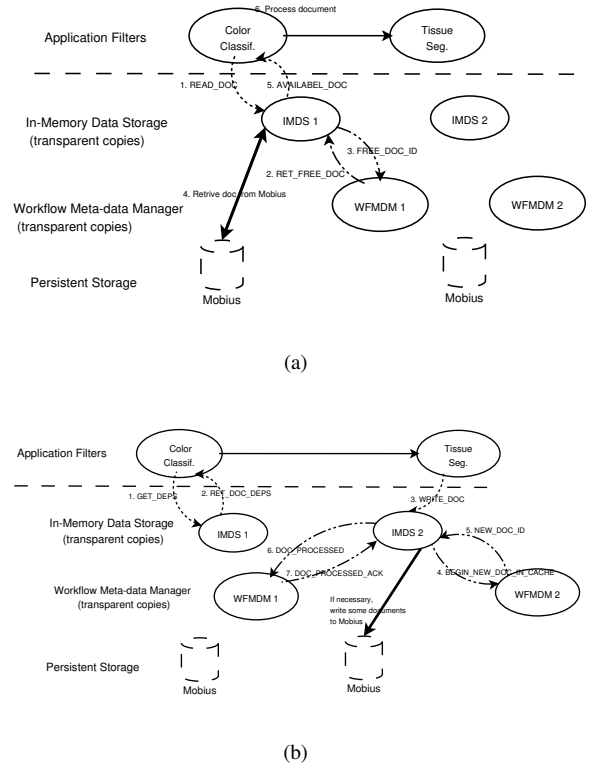 6. Process document
Application Filters
Color
Classif.
Tissue
Seg.
1. READ_DOC
5. AVAILABEL_DOC
In-Memory Data Storage
(transparent copies)
IMDS 1
IMDS 2
3. FREE_DOC_ID
2. RET_FREE_DOC
4. Retrive doc from Mobius
Workflow Meta-data Manager
(transparent copies)
WFMDM 1
WFMDM 2
Persistent Storage
Mobius
Mobius
(a)
Application Filters
Color
Classif.
Tissue
Seg.
1. GET_DEPS
2. RET_DOC_DEPS
3. WRITE_DOC
In-Memory Data Storage
(transparent copies)
IMDS 1
IMDS 2
5. NEW_DOC_ID
6. DOC_PROCESSED
7. DOC_PROCESSED_ACK
4. BEGIN_NEW_DOC_IN_CACHE
Workflow Meta-data Manager
(transparent copies)
WFMDM 1
WFMDM 2
If necessary,
write some documents
to Mobius
Persistent Storage
Mobius
Mobius
(b)